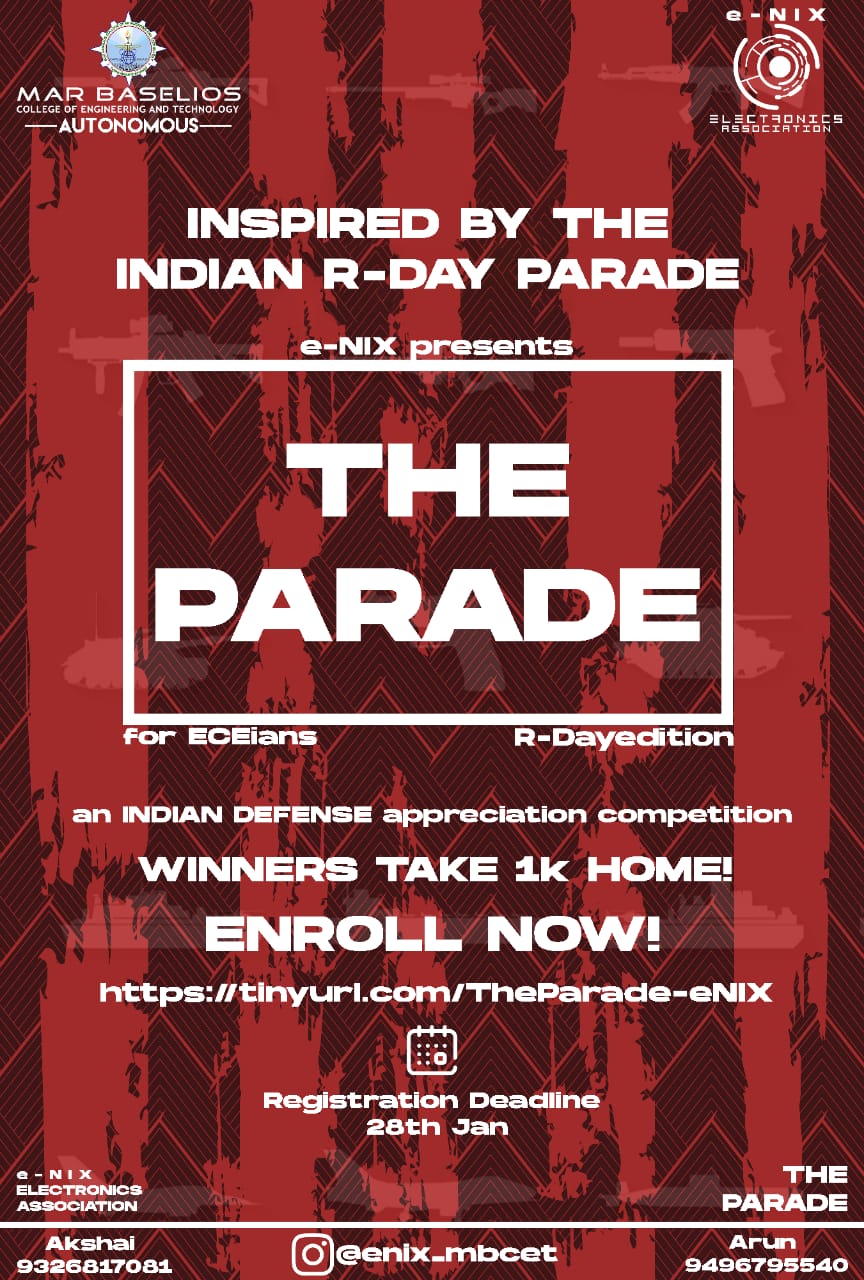 e-NIX
MAR BASELIOS
COLLEGE OF ENGINEERING AND TECHNOLOGY
AUTONOMOUS
ELECTRONICS
ASSOCIATION
INSPIRED BY THE
INDIAN R-DAY PARADE
e-NIX presents
THE
PARADE
for ECEians
R-Dayedition
an INDIAN DEFENSE appreciation competition
WINNERS TAKE 1k HOME!
ENROLL NOW!
https://tinyurl.com/TheParade-eNIX
Registration Deadline
28th Jan
e-NIX
ELECTRONICS
ASSOCIATION
THE
PARADE
Akshai
9326817081
@enix_mbcet
Arun
9496795540